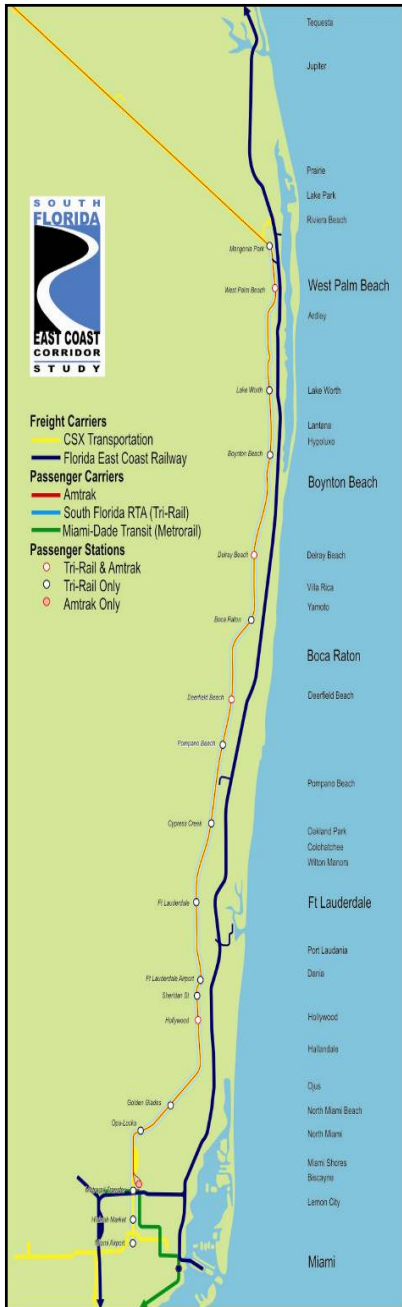 Tequesta
Jupiter
Prairie
Lake Park
Riviera Beach
Mangonia Park
West Palm Beach
West Palm Beach
Ardley
SOUTH
FLORIDA
EAST COAST
CORRIDOR
STUDY
Lake Worth
Lake Worth
Lantana
Hypoluxo
Boynton Beach
Boynton Beach
Freight Carriers
CSX Transportation
Florida East Coast Railway
Passenger Carriers
Amtrak
South Florida RTA (Tri-Rail)
Miami-Dade Transit (Metrorail)
Passenger Stations
Tri-Rail & Amtrak
Tri-Rail Only
Amtrak Only
Delray Beach
Delray Beach
Villa Rica
Yamoto
Boca Raton
Boca Raton
Deerfield Beach
Deerfield Beach
Pompano Beach
Pompano Beach
Cypress Creek
Oakland Park
Colohatchee
Wilton Manors
Ft Lauderdale
Ft Lauderdale
Port Laudania
Dania
Ft Lauderdale Airport
Sheridan St
Hollywood
Hollywood
Hallandale
Ojus
Golden Glades
North Miami Beach
Opa-Locka
North Miami
Miami Shores
Biscayne
Metrorail Transfer
Lemon City
Hialeah Market
Miami Airport
Miami